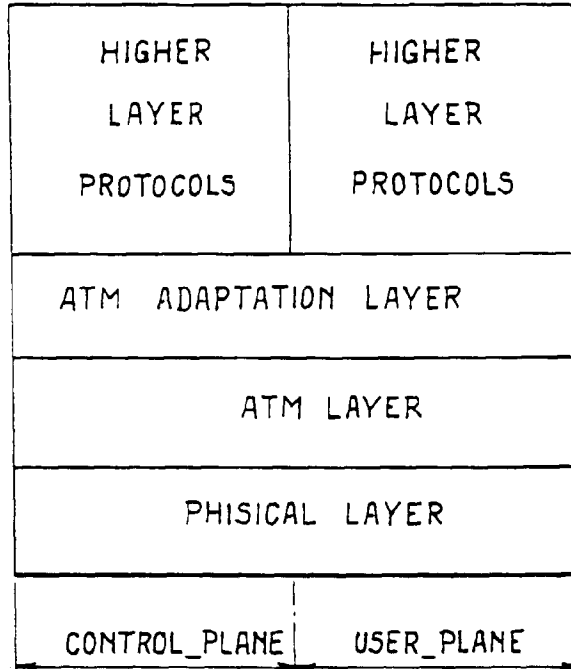 HIGHER
LAYER
PROTOCOLS
HIGHER
LAYER
PROTOCOLS
ATM ADAPTATION LAYER
ATM LAYER
PHISICAL LAYER
CONTROL_PLANE
USER_PLANE